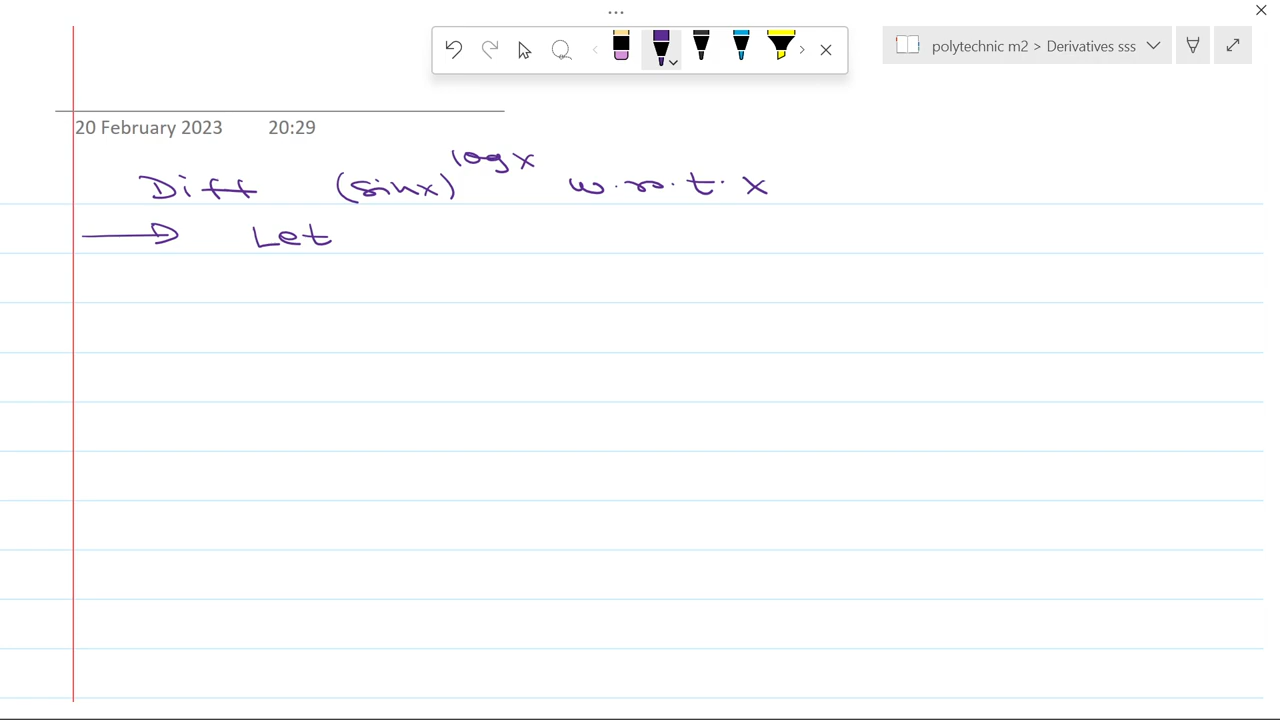 polytechnic m2 > Derivatives sss
20 February 2023 20:29
Diff (sinx)^logx w.r.t. x
Let